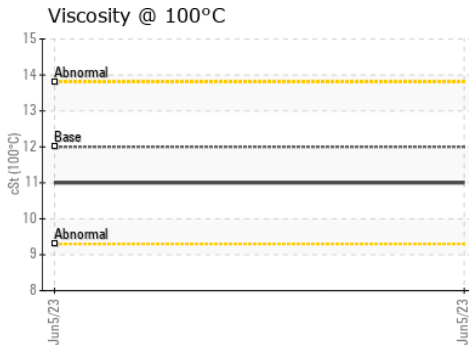 Viscosity @ 100°C
15
14
Abnormal
13
Base
12
cSt (100°C)
11
10
Abnormal
9
8
Jun5/23
Jun5/23